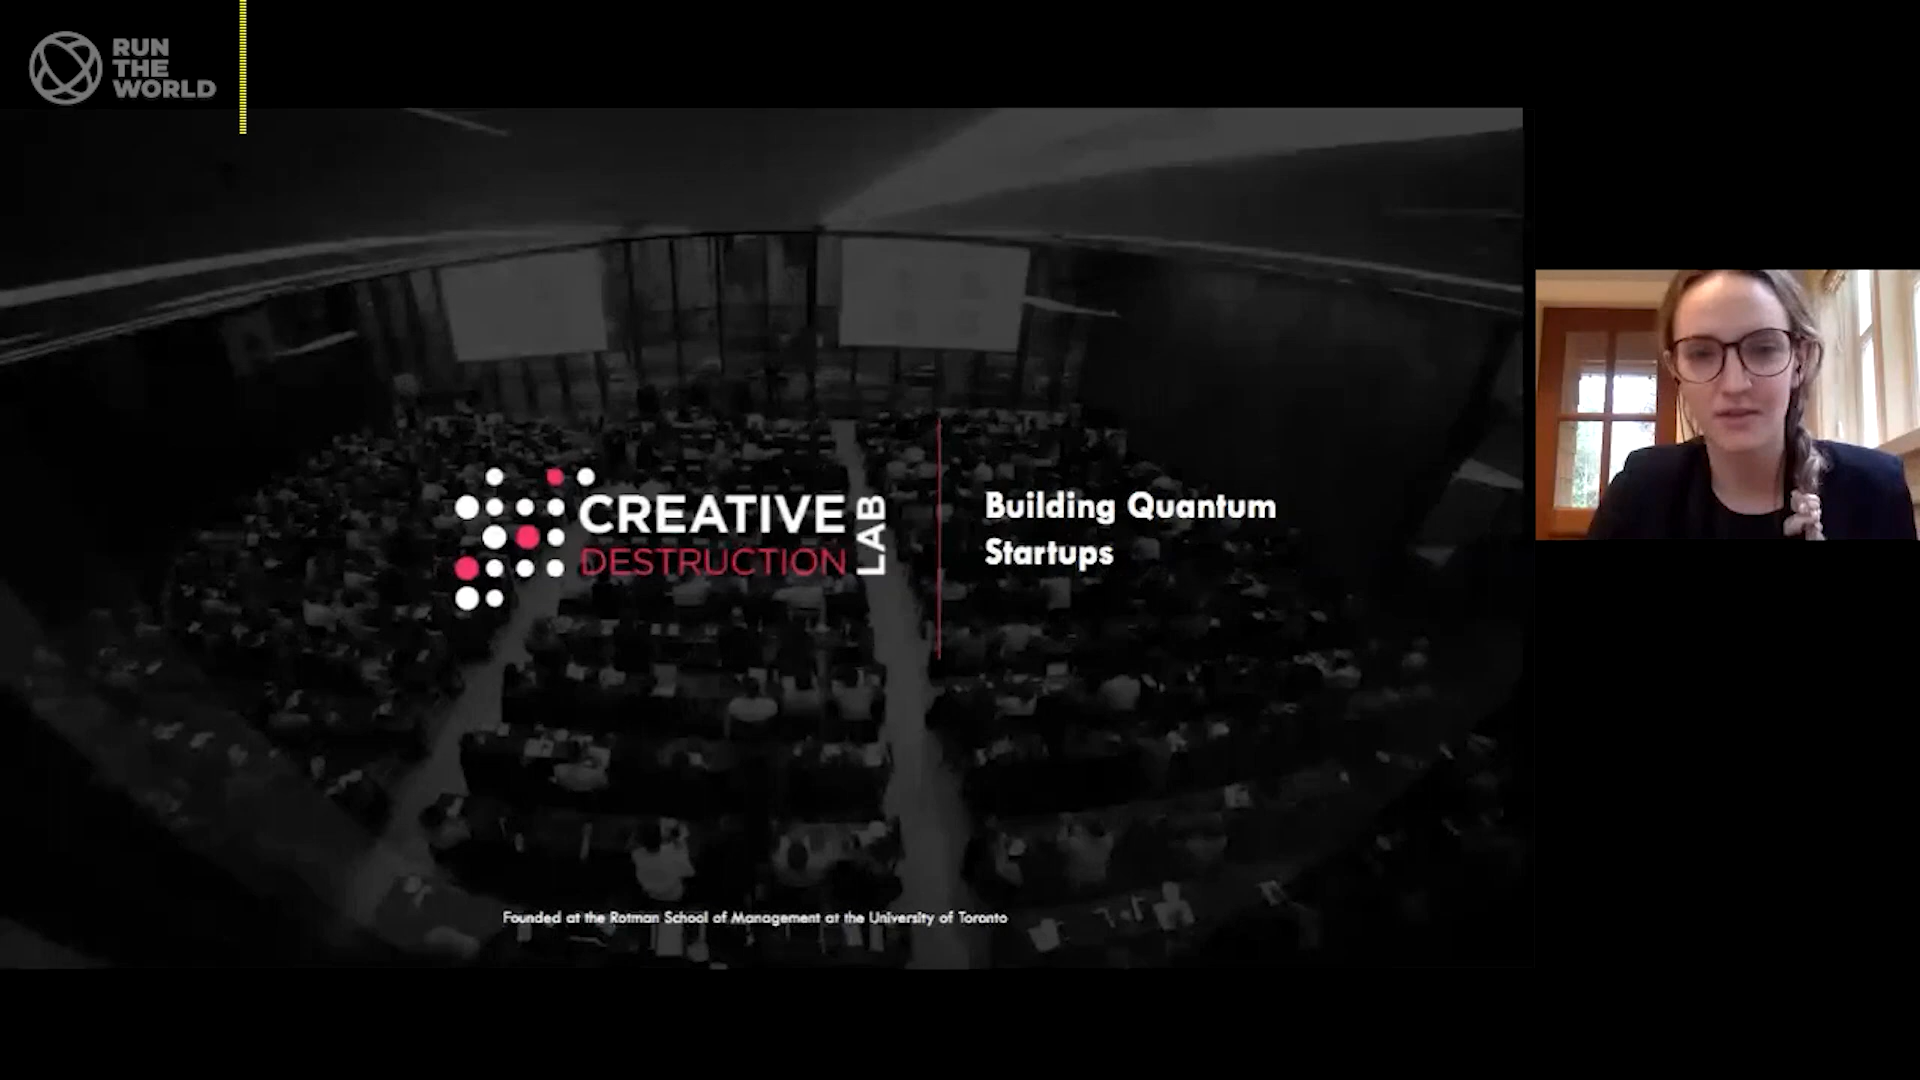 RUN
THE
WORLD
CREATIVE
DESTRUCTION
LAB
Building Quantum
Startups
Founded at the Rotman School of Management at the University of Toronto